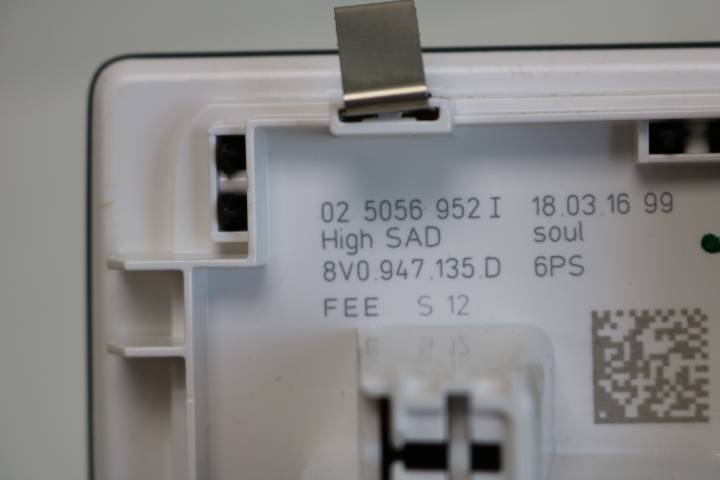 02 5056 952 I 18.03.16 99
High SAD soul
8V0.947.135.D 6PS
FEE S 12